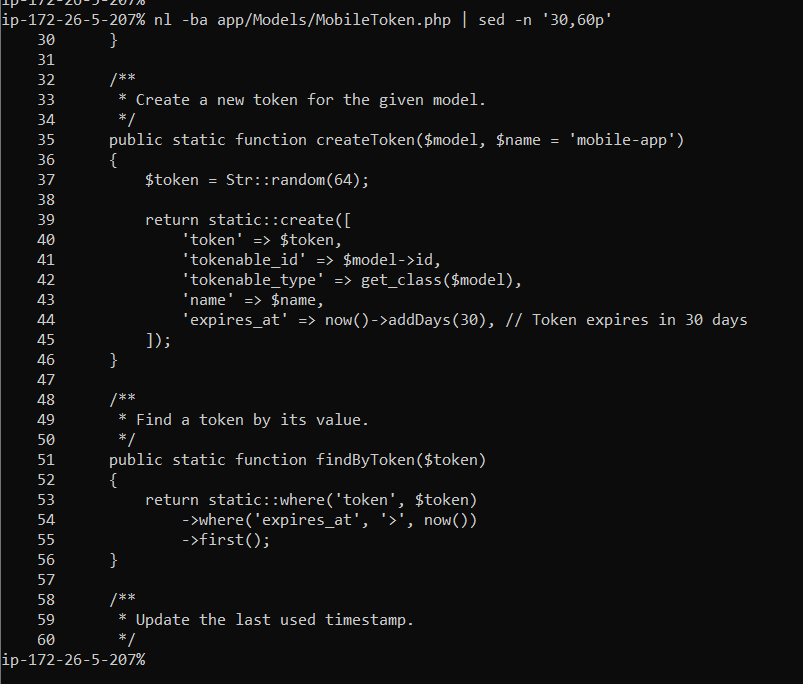 ip-172-26-5-207%
ip-172-26-5-207% nl -ba app/Models/MobileToken.php | sed -n '30,60p'
    30      }
    31
    32      /**
    33       * Create a new token for the given model.
    34       */
    35      public static function createToken($model, $name = 'mobile-app')
    36      {
    37          $token = Str::random(64);
    38
    39          return static::create([
    40              'token' => $token,
    41              'tokenable_id' => $model->id,
    42              'tokenable_type' => get_class($model),
    43              'name' => $name,
    44              'expires_at' => now()->addDays(30), // Token expires in 30 days
    45          ]);
    46      }
    47
    48      /**
    49       * Find a token by its value.
    50       */
    51      public static function findByToken($token)
    52      {
    53          return static::where('token', $token)
    54              ->where('expires_at', '>', now())
    55              ->first();
    56      }
    57
    58      /**
    59       * Update the last used timestamp.
    60       */
ip-172-26-5-207%